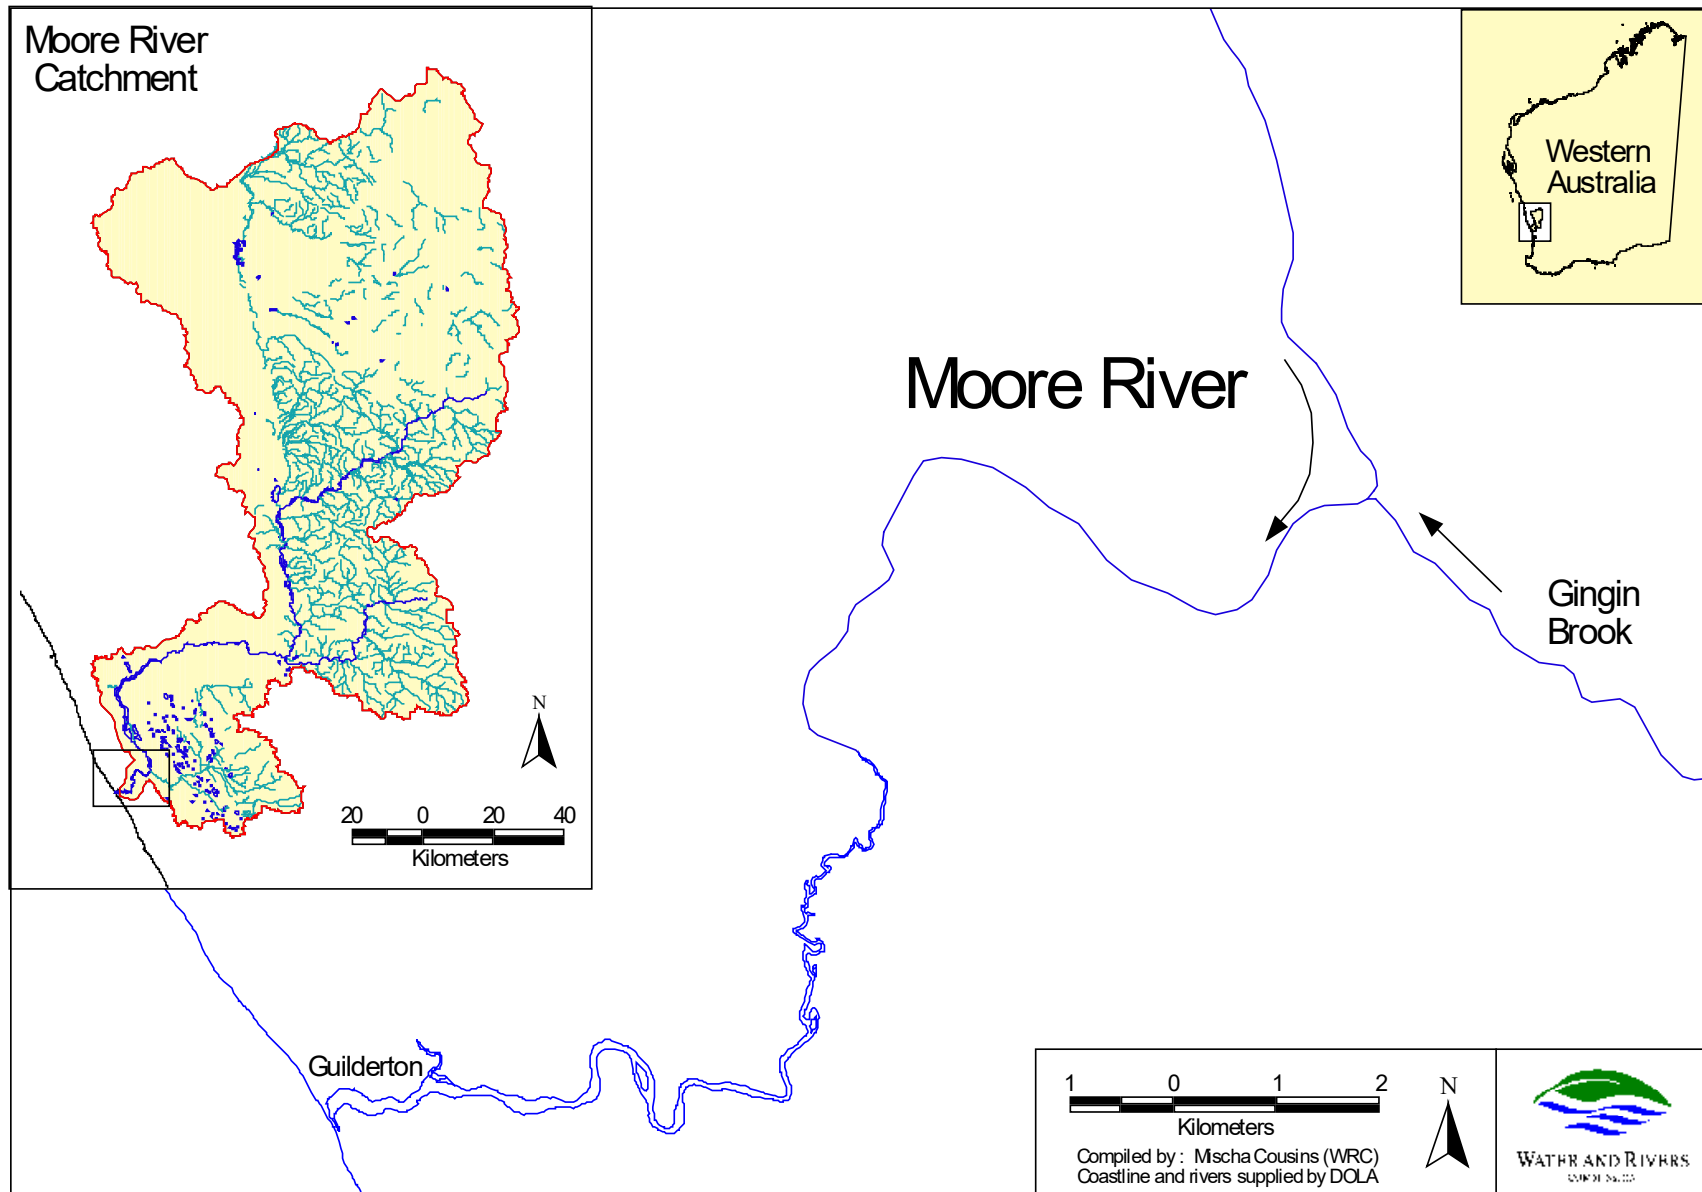 Moore River
Catchment
N
20 0 20 40
Kilometers
Western
Australia
Moore River
Gingin
Brook
Guilderton
1 0 1 2
Kilometers
N
Compiled by : Mischa Cousins (WRC)
Coastline and rivers supplied by DOLA
WATER AND RIVERS